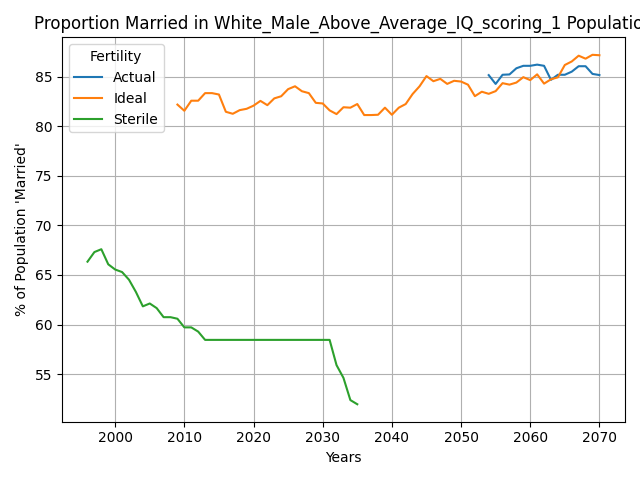 Proportion Married in White_Male_Above_Average_IQ_scoring_1 Populatio
Fertility
Actual
Ideal
Sterile
% of Population 'Married'
85
80
75
70
65
60
55
2000 2010 2020 2030 2040 2050 2060 2070
Years